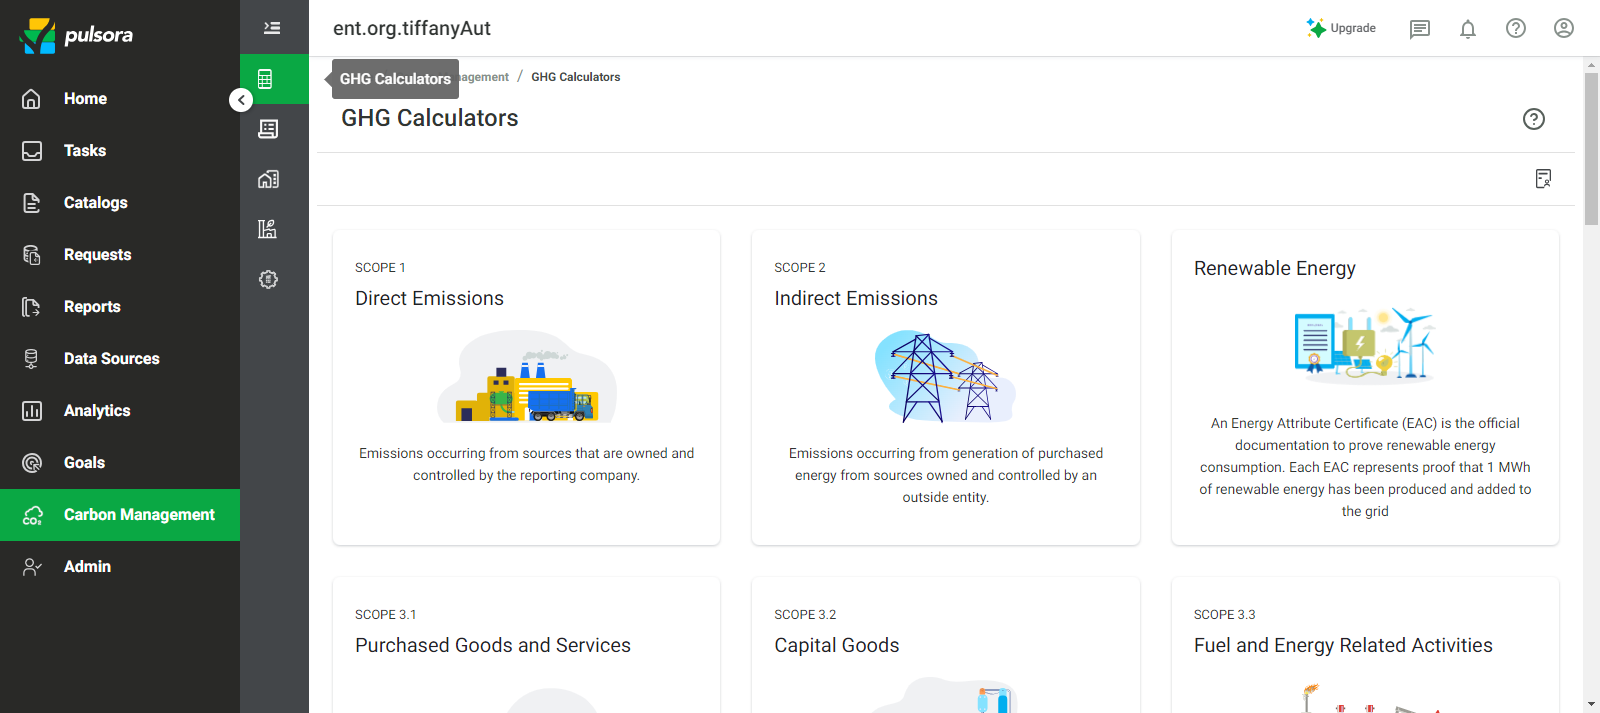 pulsora
Home
Tasks
Catalogs
Requests
Reports
Data Sources
Analytics
Goals
CO₂
Carbon Management
Admin
ent.org.tiffanyAut
Upgrade
GHG Calculators
agement / GHG Calculators
GHG Calculators
SCOPE 1
Direct Emissions
Emissions occurring from sources that are owned and
controlled by the reporting company.
SCOPE 2
Indirect Emissions
Emissions occurring from generation of purchased
energy from sources owned and controlled by an
outside entity.
Renewable Energy
An Energy Attribute Certificate (EAC) is the official
documentation to prove renewable energy
consumption. Each EAC represents proof that 1 MWh
of renewable energy has been produced and added to
the grid
SCOPE 3.1
Purchased Goods and Services
SCOPE 3.2
Capital Goods
SCOPE 3.3
Fuel and Energy Related Activities